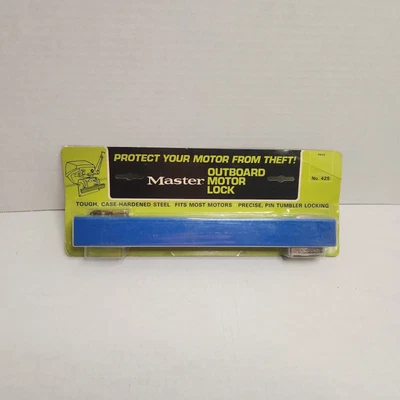 PROTECT YOUR MOTOR FROM THEFT!
Master OUTBOARD MOTOR LOCK
No. 425
TOUGH, CASE-HARDENED STEEL FITS MOST MOTORS PRECISE, PIN TUMBLER LOCKING